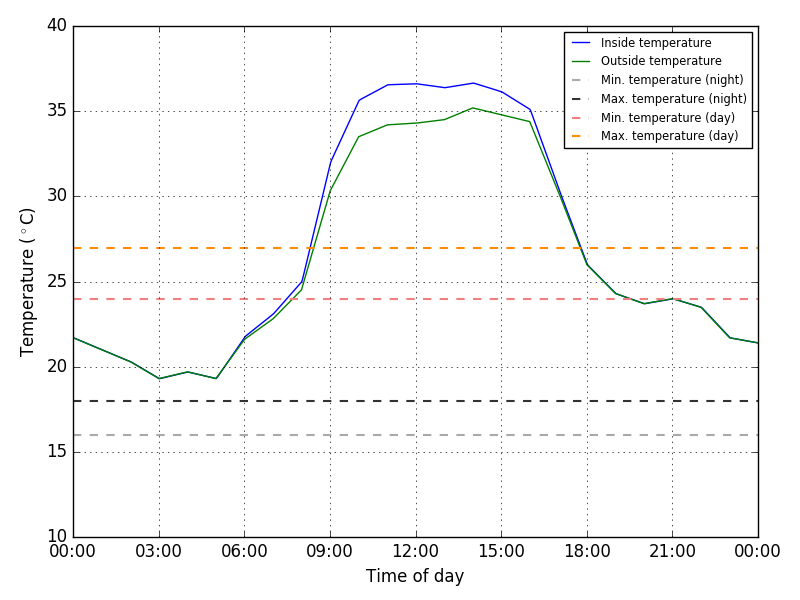 40
35
30
25
20
15
10
Temperature (°C)
00:00 03:00 06:00 09:00 12:00 15:00 18:00 21:00 00:00
Time of day
Inside temperature
Outside temperature
Min. temperature (night)
Max. temperature (night)
Min. temperature (day)
Max. temperature (day)